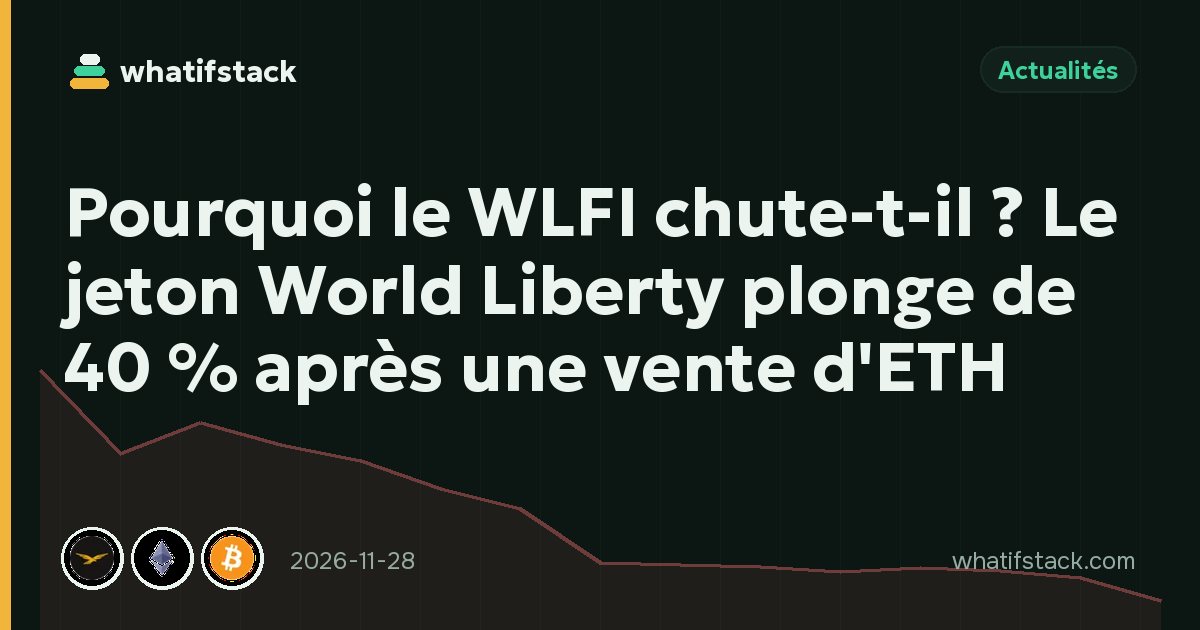 whatifstack
Actualités
Pourquoi le WLFI chute-t-il ? Le
jeton World Liberty plonge de
40 % après une vente d'ETH
2026-11-28
whatifstack.com